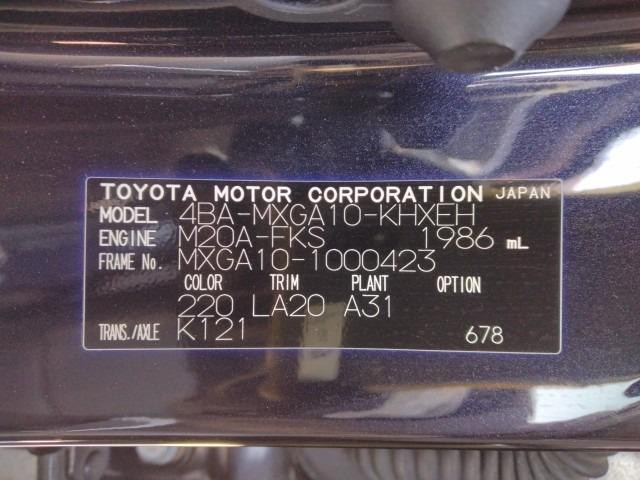 TOYOTA MOTOR CORPORATION JAPAN
MODEL 4BA-MXGA10-KHXEH
ENGINE M20A-FKS 1986 mL
FRAME No. MXGA10-1000423
COLOR TRIM PLANT OPTION
220 LA20 A31
TRANS./AXLE K121 678